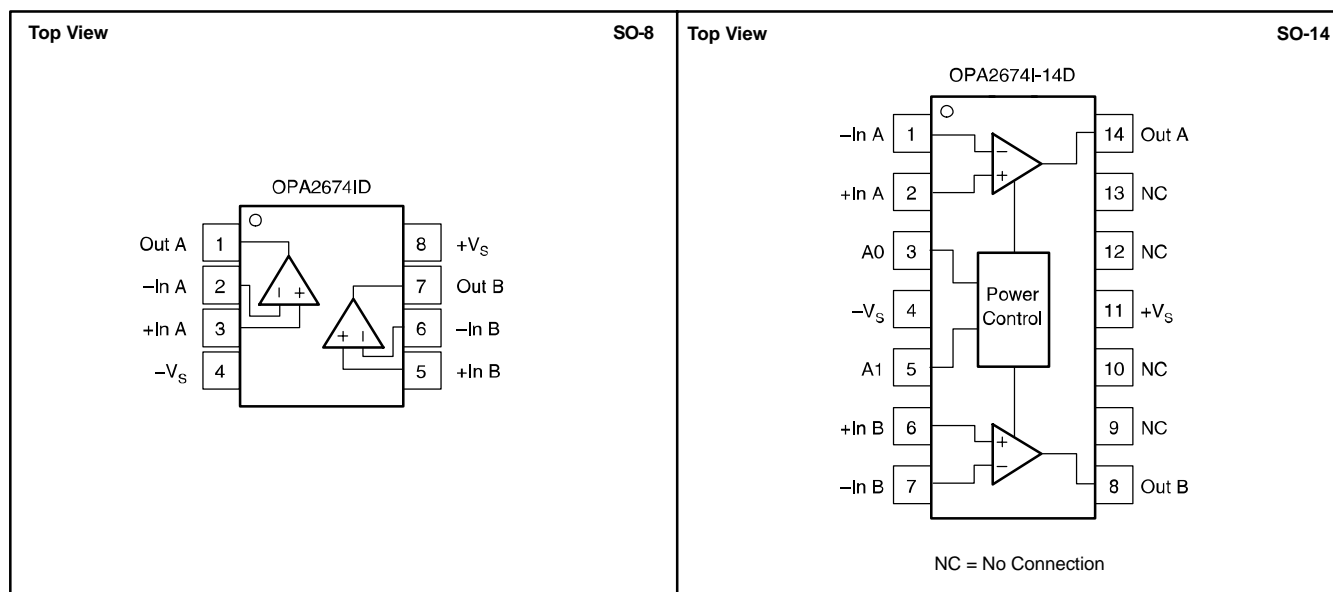 Top View SO-8
OPA2674ID
Out A 1 8 +VS
–In A 2 7 Out B
+In A 3 6 –In B
–VS 4 5 +In B
Top View SO-14
OPA2674I-14D
–In A 1 14 Out A
+In A 2 13 NC
A0 3 12 NC
–VS 4 11 +VS
A1 5 10 NC
+In B 6 9 NC
–In B 7 8 Out B
Power
Control
NC = No Connection